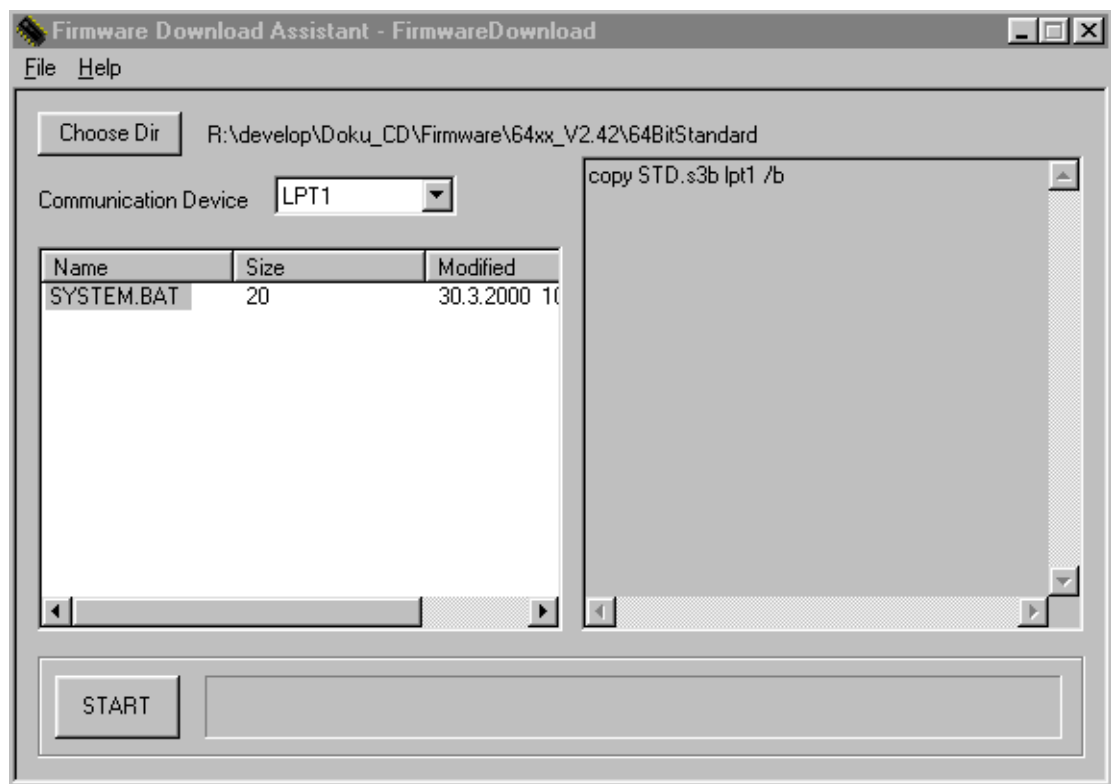 Firmware Download Assistant - FirmwareDownload
File Help
Choose Dir R:\develop\Doku_CD\Firmware\64xx_V2.42\64BitStandard
Communication Device LPT1
copy STD.s3b lpt1 /b
Name Size Modified
SYSTEM.BAT 20 30.3.2000
START